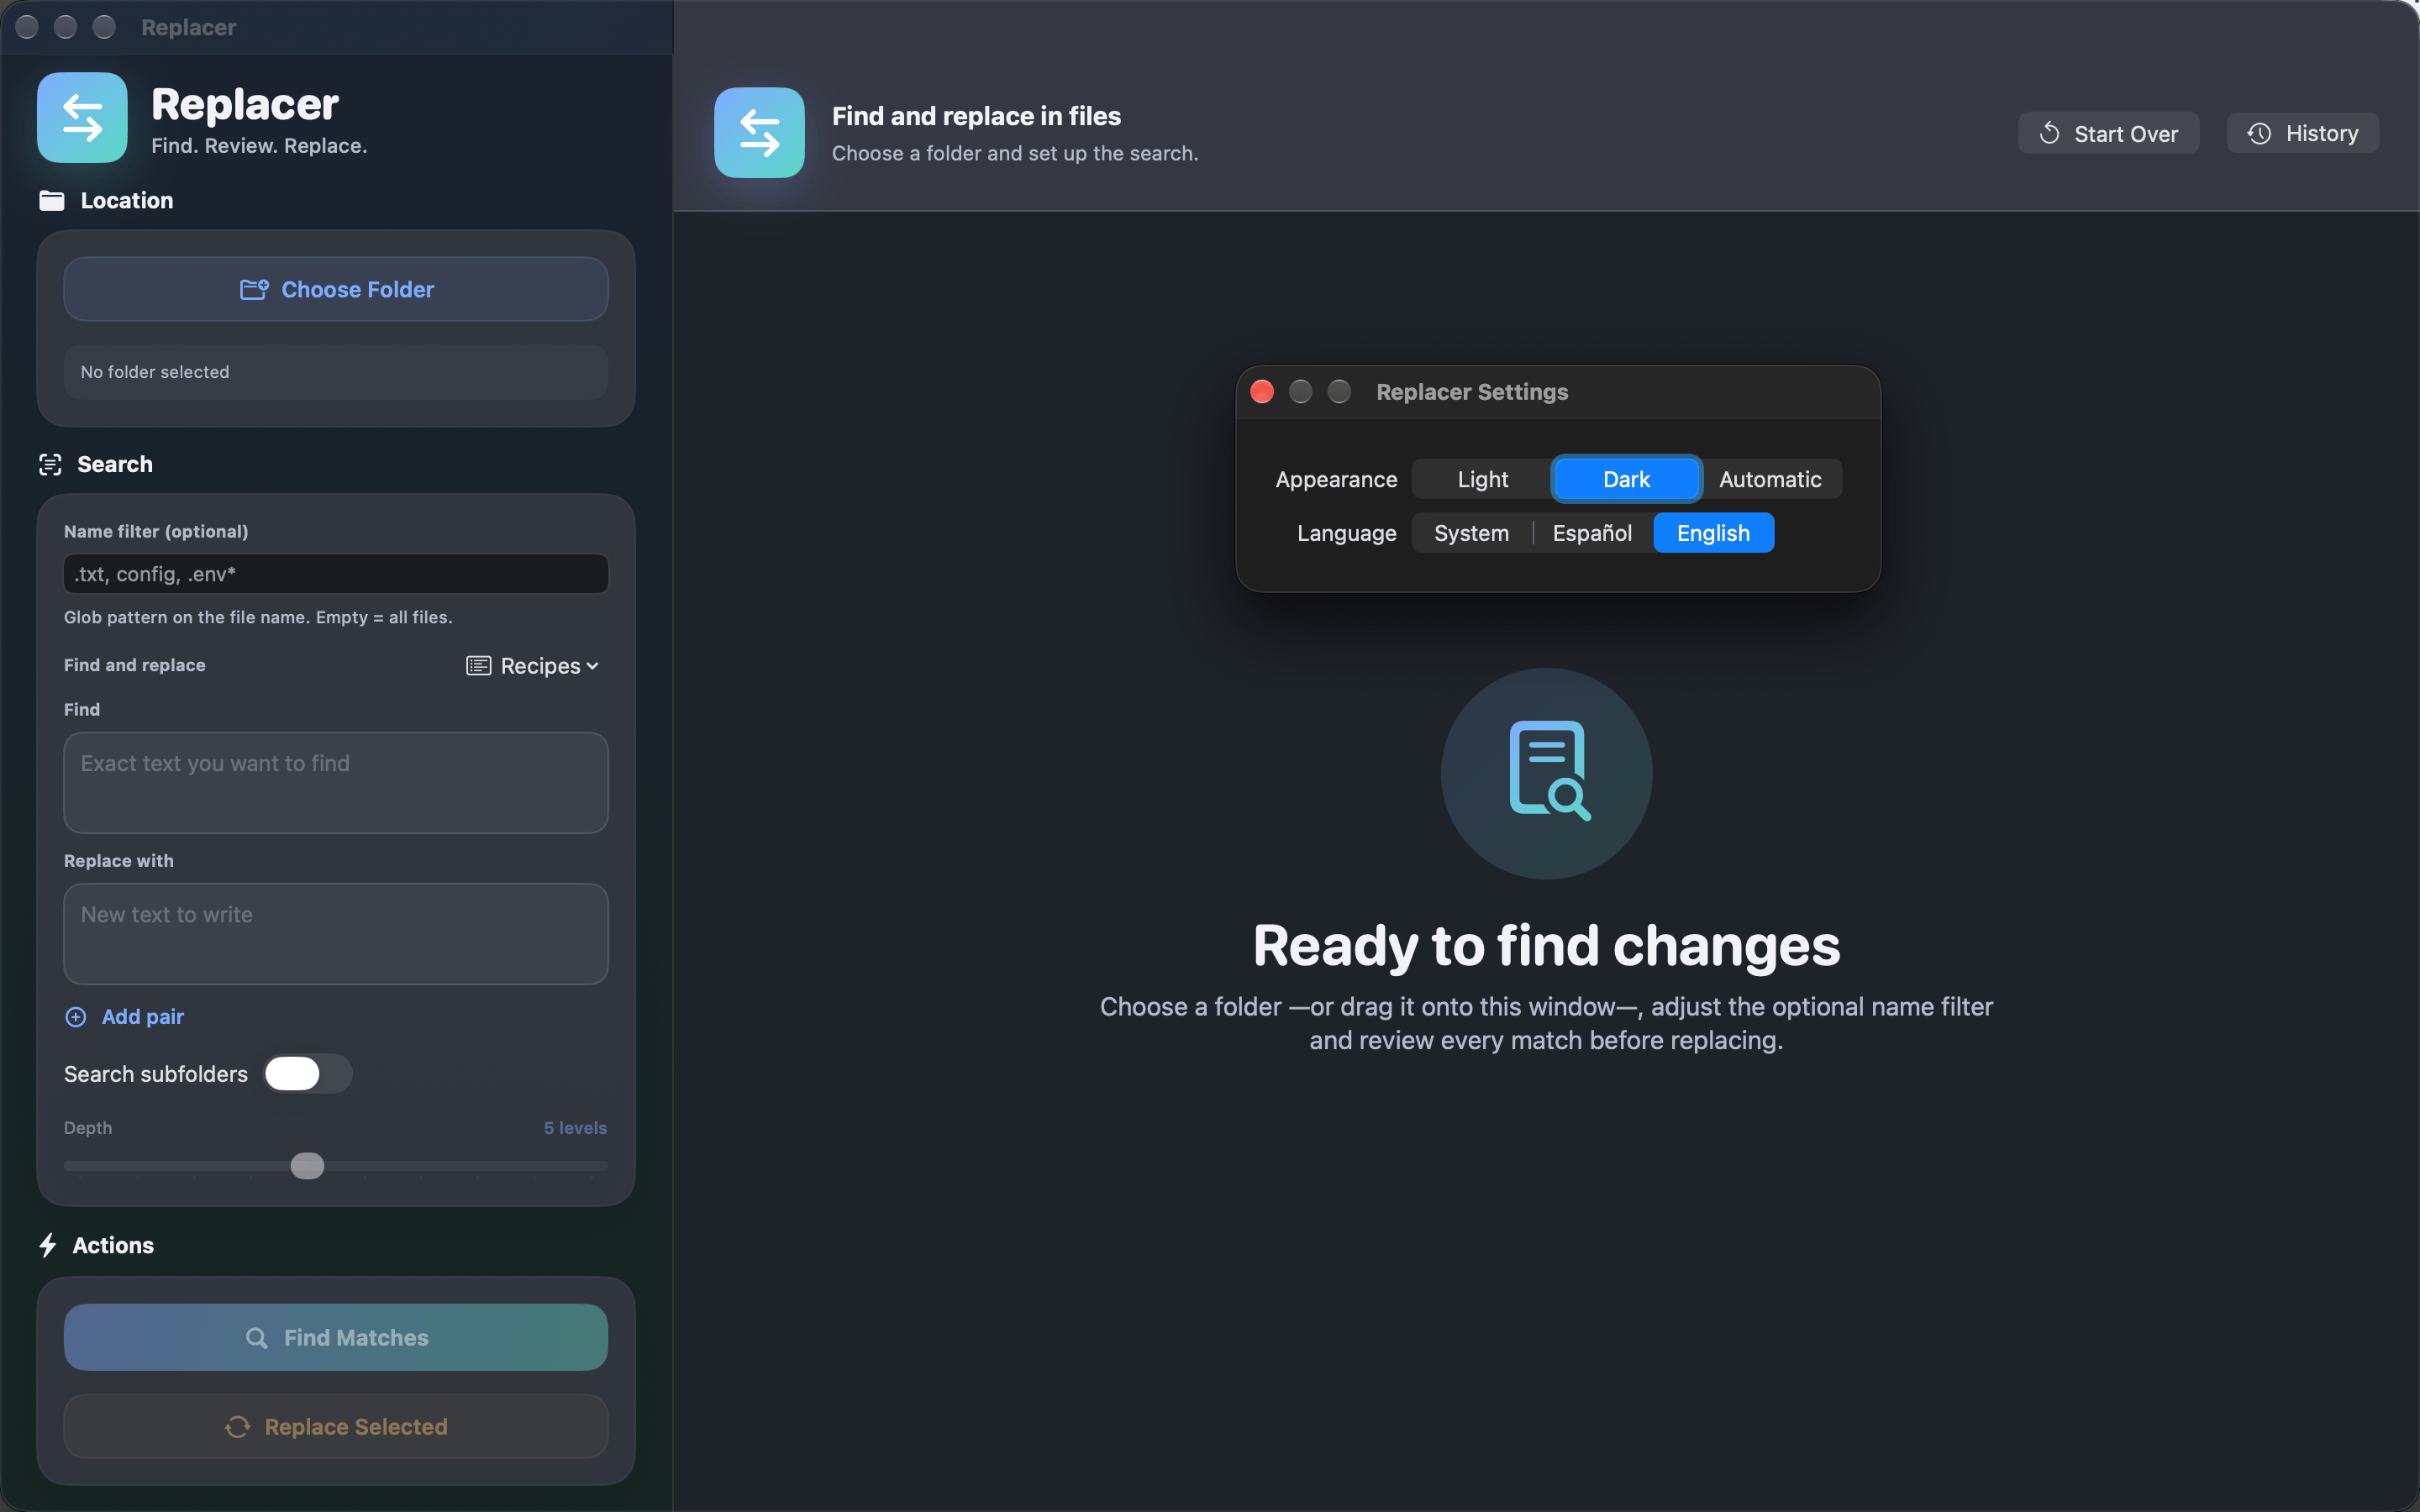 Replacer
Replacer
Find. Review. Replace.
Location
Choose Folder
No folder selected
Search
Name filter (optional)
.txt, config, .env*
Glob pattern on the file name. Empty = all files.
Find and replace
Recipes
Find
Exact text you want to find
Replace with
New text to write
Add pair
Search subfolders
Depth
5 levels
Actions
Find Matches
Replace Selected
Find and replace in files
Choose a folder and set up the search.
Start Over
History
Replacer Settings
Appearance Light Dark Automatic
Language System Español English
Ready to find changes
Choose a folder —or drag it onto this window—, adjust the optional name filter
and review every match before replacing.